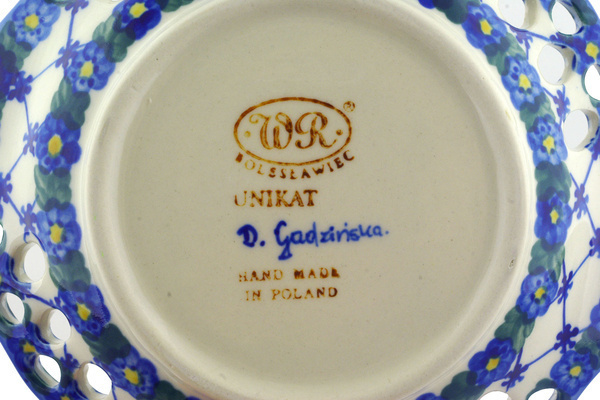 WR ®
BOLESŁAWIEC
UNIKAT
D. Gadzińska.
HAND MADE
IN POLAND